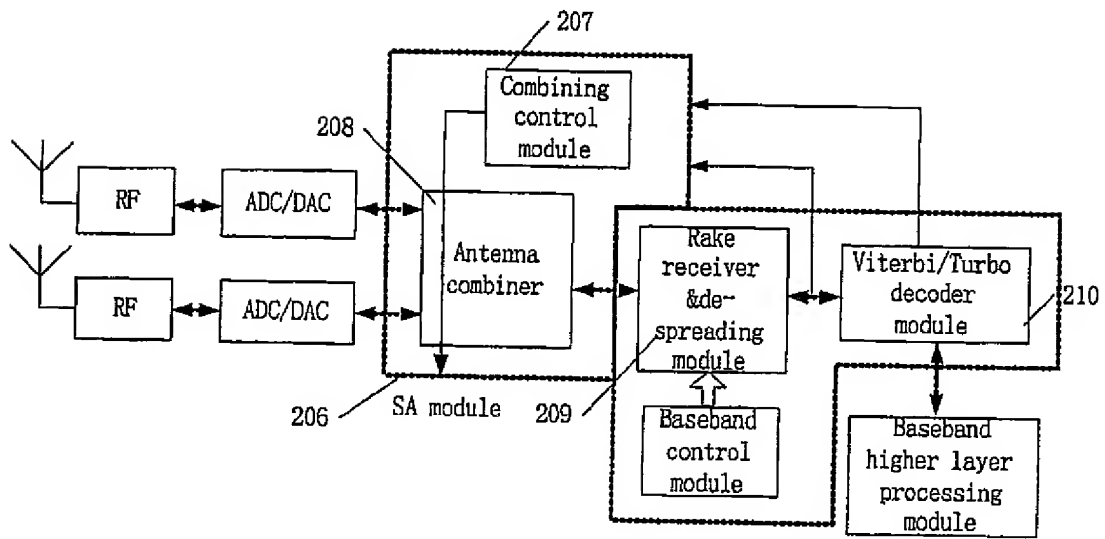 207
Combining
control
module
208
RF
ADC/DAC
Antenna
combiner
RF
ADC/DAC
Rake
receiver
&de-
spreading
module
Viterbi/Turbo
decoder
module
210
206
SA module
209
Baseband
control
module
Baseband
higher layer
processing
module